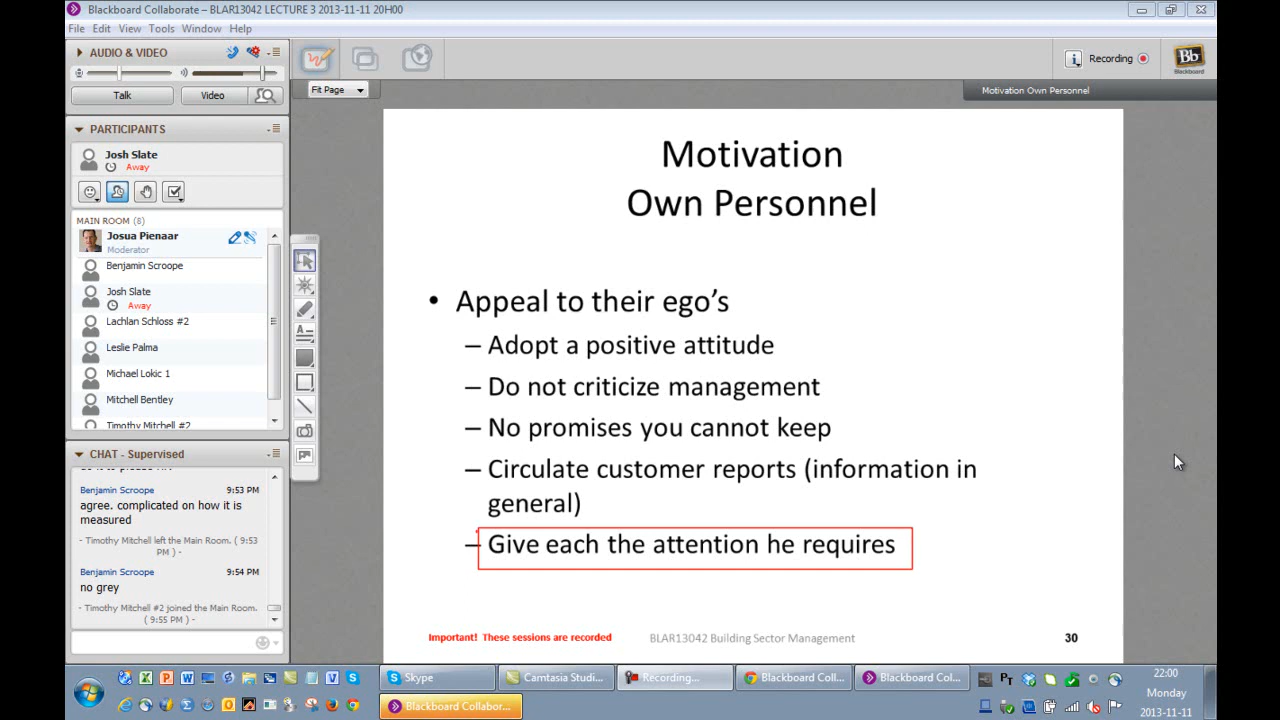 Blackboard Collaborate – BLAR13042 LECTURE 3 2013-11-11 20H00
File Edit View Tools Window Help
AUDIO & VIDEO
Talk Video
PARTICIPANTS
Josh Slate
Away
MAIN ROOM (8)
Josua Pienaar
Moderator
Benjamin Scroope
Josh Slate
Away
Lachlan Schloss #2
Leslie Palma
Michael Lokic 1
Mitchell Bentley
Timothy Mitchell #2
CHAT - Supervised
Benjamin Scroope 9:53 PM
agree. complicated on how it is
measured
- Timothy Mitchell left the Main Room. ( 9:53
PM ) -
Benjamin Scroope 9:54 PM
no grey
- Timothy Mitchell #2 joined the Main Room.
( 9:55 PM ) -
Recording
Bb
Blackboard
Fit Page
Motivation Own Personnel
Motivation
Own Personnel
• Appeal to their ego’s
– Adopt a positive attitude
– Do not criticize management
– No promises you cannot keep
– Circulate customer reports (information in
general)
– Give each the attention he requires
Important! These sessions are recorded
BLAR13042 Building Sector Management
30
Skype
Camtasia Studi...
Recording...
Blackboard Coll...
Blackboard Col...
Blackboard Collabor...
22:00
Monday
2013-11-11